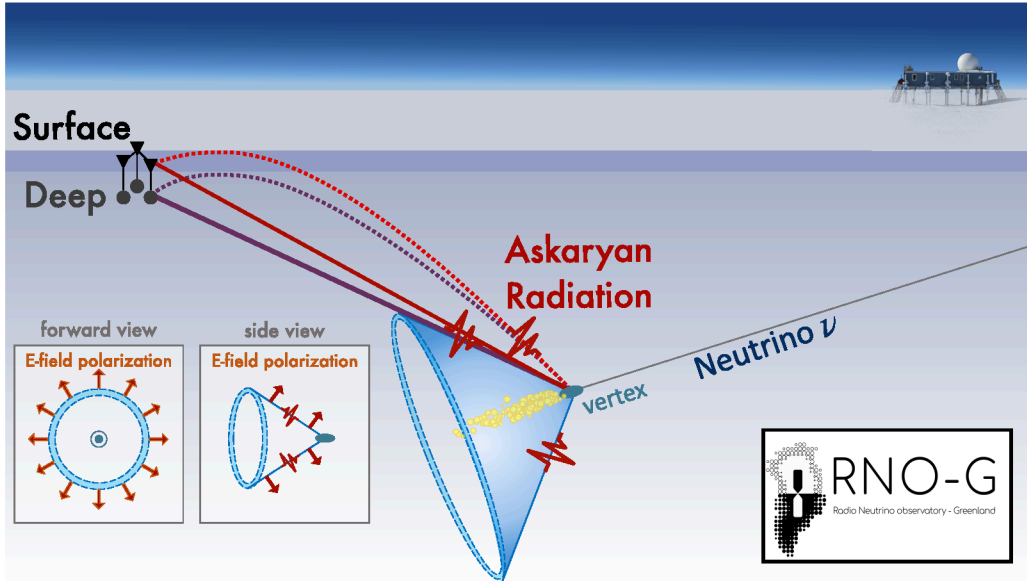 Surface
Deep
Askaryan
Radiation
Neutrino ν
vertex
forward view
side view
E-field polarization
E-field polarization
RNO-G
Radio Neutrino observatory - Greenland